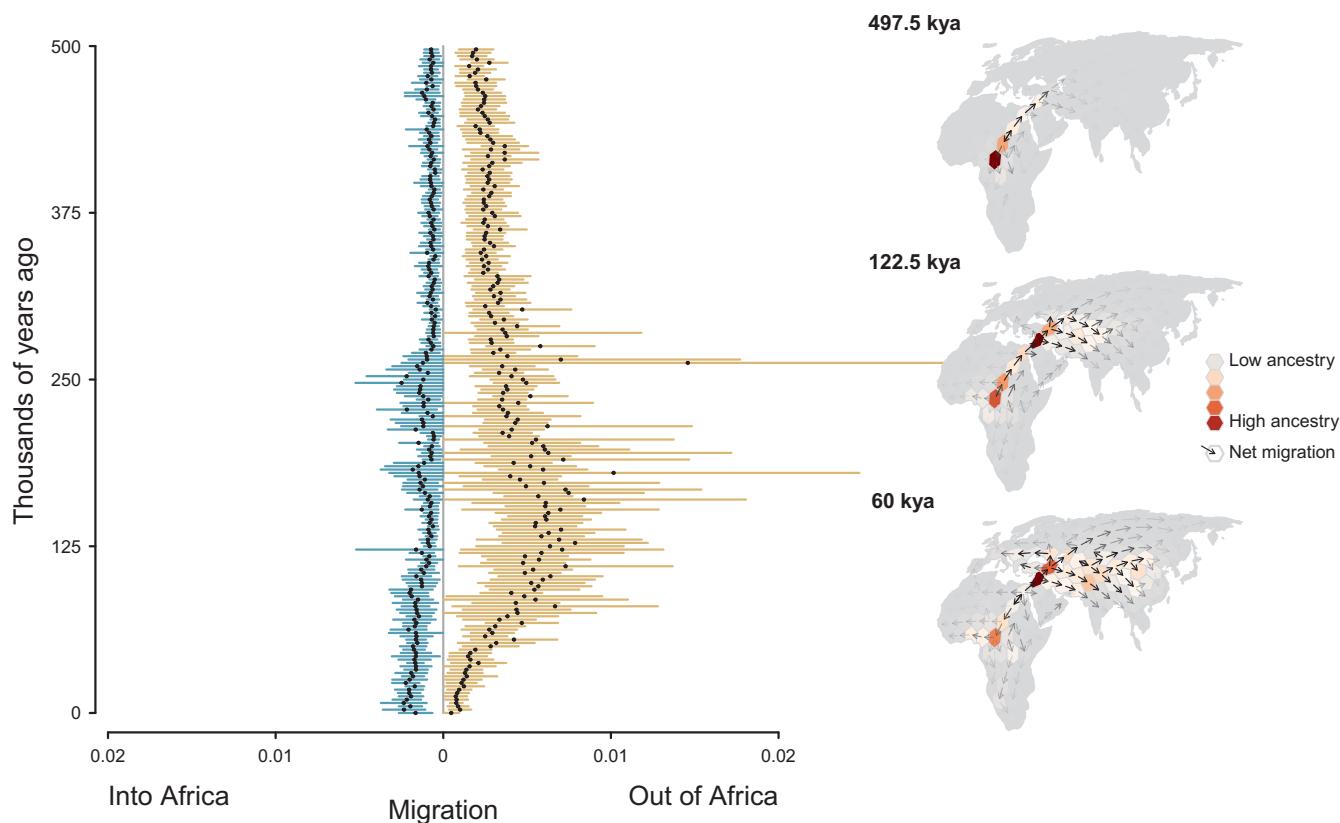 497.5 kya
500
375
250
125
0
Thousands of years ago
0.02
0.01
0
0.01
0.02
Into Africa
Migration
Out of Africa
122.5 kya
Low ancestry
High ancestry
Net migration
60 kya